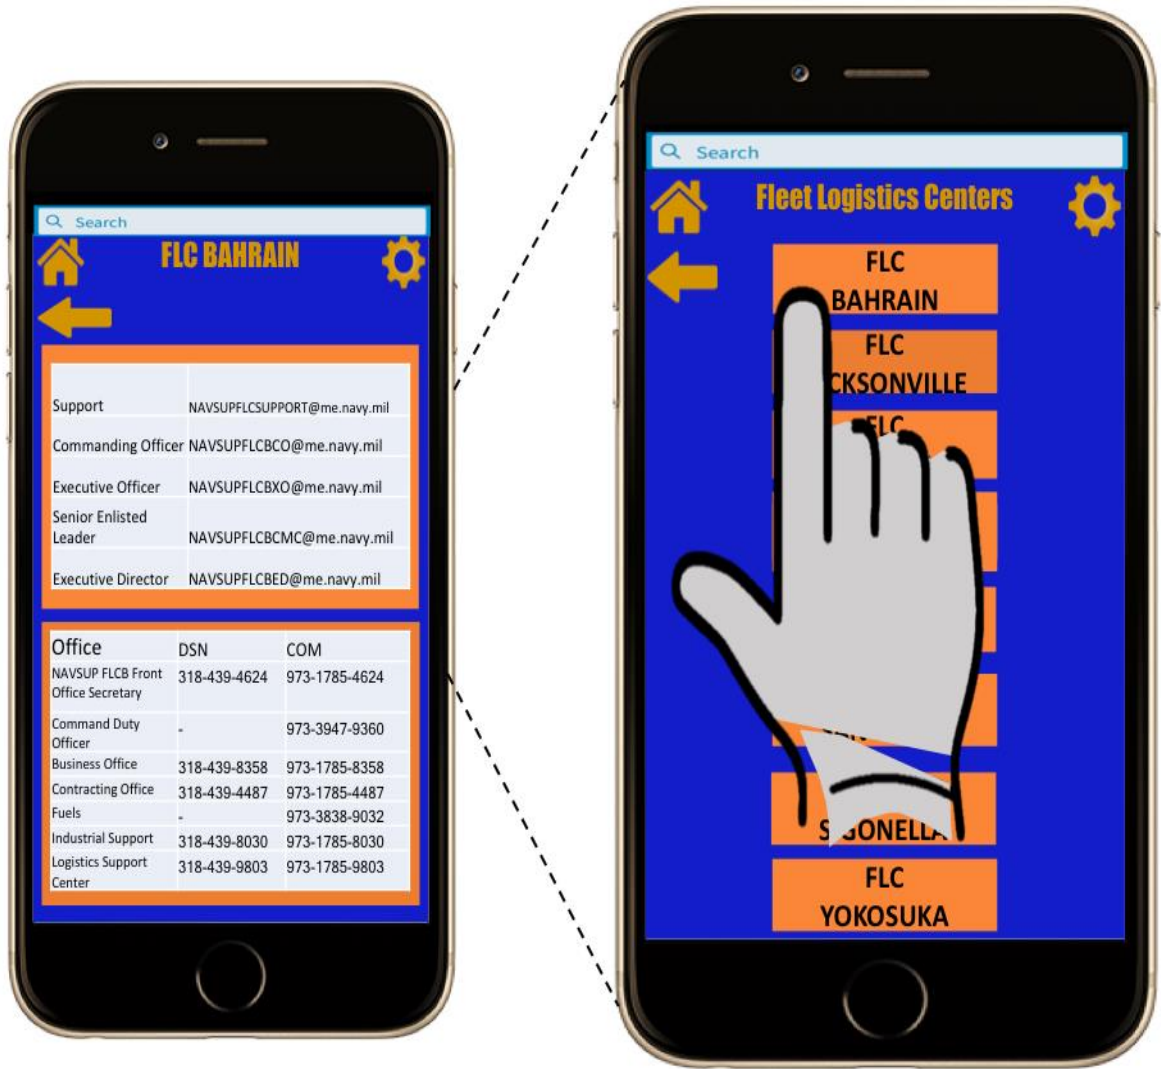 Search
FLC BAHRAIN
Support NAVSUPFLCSUPPORT@me.navy.mil
Commanding Officer NAVSUPFLCBCO@me.navy.mil
Executive Officer NAVSUPFLCBXO@me.navy.mil
Senior Enlisted
Leader NAVSUPFLCBCMC@me.navy.mil
Executive Director NAVSUPFLCBED@me.navy.mil
Office DSN COM
NAVSUP FLCB Front 318-439-4624 973-1785-4624
Office Secretary
Command Duty
Officer - 973-3947-9360
Business Office 318-439-8358 973-1785-8358
Contracting Office 318-439-4487 973-1785-4487
Fuels - 973-3838-9032
Industrial Support 318-439-8030 973-1785-8030
Logistics Support 318-439-9803 973-1785-9803
Center
Search
Fleet Logistics Centers
FLC
BAHRAIN
FLC
CKSONVILLE
FLC
S GONELLA
FLC
YOKOSUKA